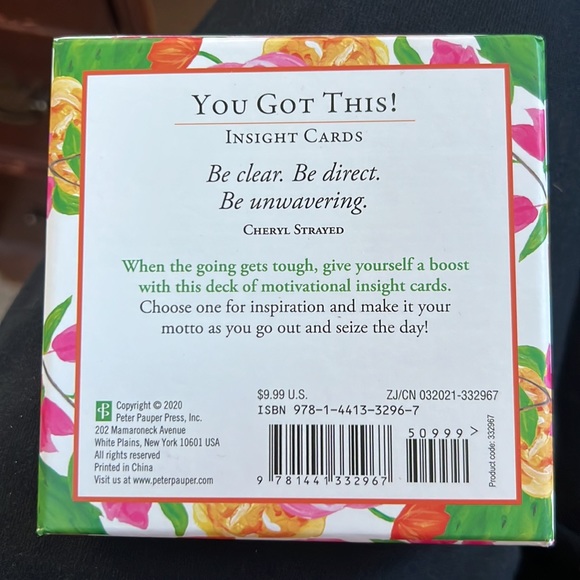 You Got This!
Insight Cards
Be clear. Be direct.
Be unwavering.
Cheryl Strayed
When the going gets tough, give yourself a boost
with this deck of motivational insight cards.
Choose one for inspiration and make it your
motto as you go out and seize the day!
Copyright © 2020
Peter Pauper Press, Inc.
202 Mamaroneck Avenue
White Plains, New York 10601 USA
All rights reserved
Printed in China
Visit us at www.peterpauper.com
$9.99 U.S.
ZJ/CN 032021-332967
ISBN 978-1-4413-3296-7
50999 >
9 781441 332967
Product code: 332967